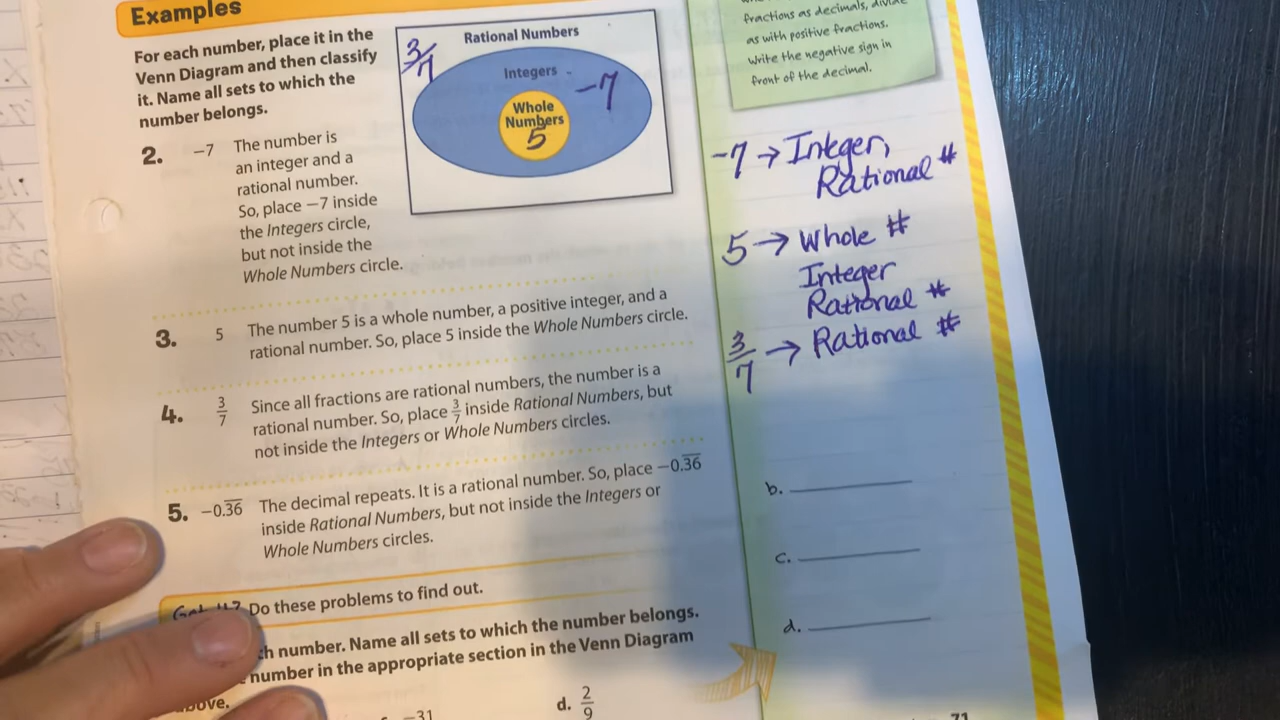 Examples
For each number, place it in the
Venn Diagram and then classify
it. Name all sets to which the
number belongs.
2. −7 The number is
an integer and a
rational number.
So, place −7 inside
the Integers circle,
but not inside the
Whole Numbers circle.
3. 5 The number 5 is a whole number, a positive integer, and a
rational number. So, place 5 inside the Whole Numbers circle.
4. 3/7 Since all fractions are rational numbers, the number is a
rational number. So, place 3/7 inside Rational Numbers, but
not inside the Integers or Whole Numbers circles.
5. −0.3̅6̅ The decimal repeats. It is a rational number. So, place −0.3̅6̅
inside Rational Numbers, but not inside the Integers or
Whole Numbers circles.
Do these problems to find out.
number. Name all sets to which the number belongs.
number in the appropriate section in the Venn Diagram
−31
d. 2/9
Rational Numbers
3/7
Integers
−7
Whole
Numbers
5
fractions as decimals, divide
as with positive fractions.
Write the negative sign in
front of the decimal.
-7 → Integer,
Rational #
5 → Whole #
Integer
Rational #
3/7 → Rational #
b.
c.
d.
71